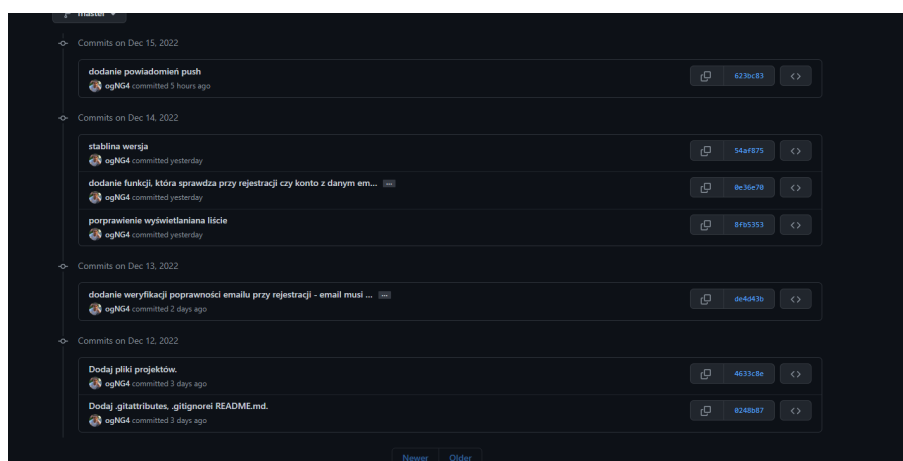 master
Commits on Dec 15, 2022
dodanie powiadomień push
ogNG4 committed 5 hours ago
623bc83
Commits on Dec 14, 2022
stablina wersja
ogNG4 committed yesterday
54af875
dodanie funkcji, która sprawdza przy rejestracji czy konto z danym em... ...
ogNG4 committed yesterday
0e36e70
porprawienie wyświetlaniana liście
ogNG4 committed yesterday
8fb5353
Commits on Dec 13, 2022
dodanie weryfikacji poprawności emailu przy rejestracji - email musi ... ...
ogNG4 committed 2 days ago
de4d43b
Commits on Dec 12, 2022
Dodaj pliki projektów.
ogNG4 committed 3 days ago
4633c8e
Dodaj .gitattributes, .gitignorei README.md.
ogNG4 committed 3 days ago
0248b87
Newer Older